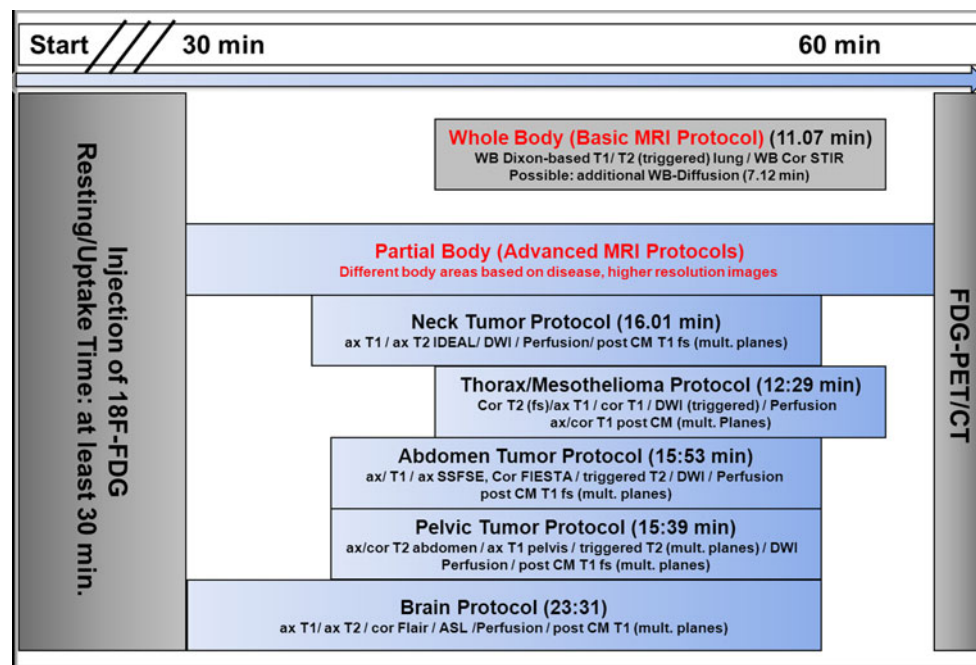 Start
30 min
60 min
Injection of 18F-FDG
Resting/Uptake Time: at least 30 min.
Whole Body (Basic MRI Protocol) (11.07 min)
WB Dixon-based T1/ T2 (triggered) lung / WB Cor STIR
Possible: additional WB-Diffusion (7.12 min)
Partial Body (Advanced MRI Protocols)
Different body areas based on disease, higher resolution images
Neck Tumor Protocol (16.01 min)
ax T1 / ax T2 IDEAL/ DWI / Perfusion/ post CM T1 fs (mult. planes)
Thorax/Mesothelioma Protocol (12:29 min)
Cor T2 (fs)/ax T1 / cor T1 / DWI (triggered) / Perfusion
ax/cor T1 post CM (mult. Planes)
Abdomen Tumor Protocol (15:53 min)
ax/ T1 / ax SSFSE, Cor FIESTA / triggered T2 / DWI / Perfusion
post CM T1 fs (mult. planes)
Pelvic Tumor Protocol (15:39 min)
ax/cor T2 abdomen / ax T1 pelvis / triggered T2 (mult. planes) / DWI
Perfusion / post CM T1 fs (mult. planes)
Brain Protocol (23:31)
ax T1/ ax T2 / cor Flair / ASL /Perfusion / post CM T1 (mult. planes)
FDG-PET/CT